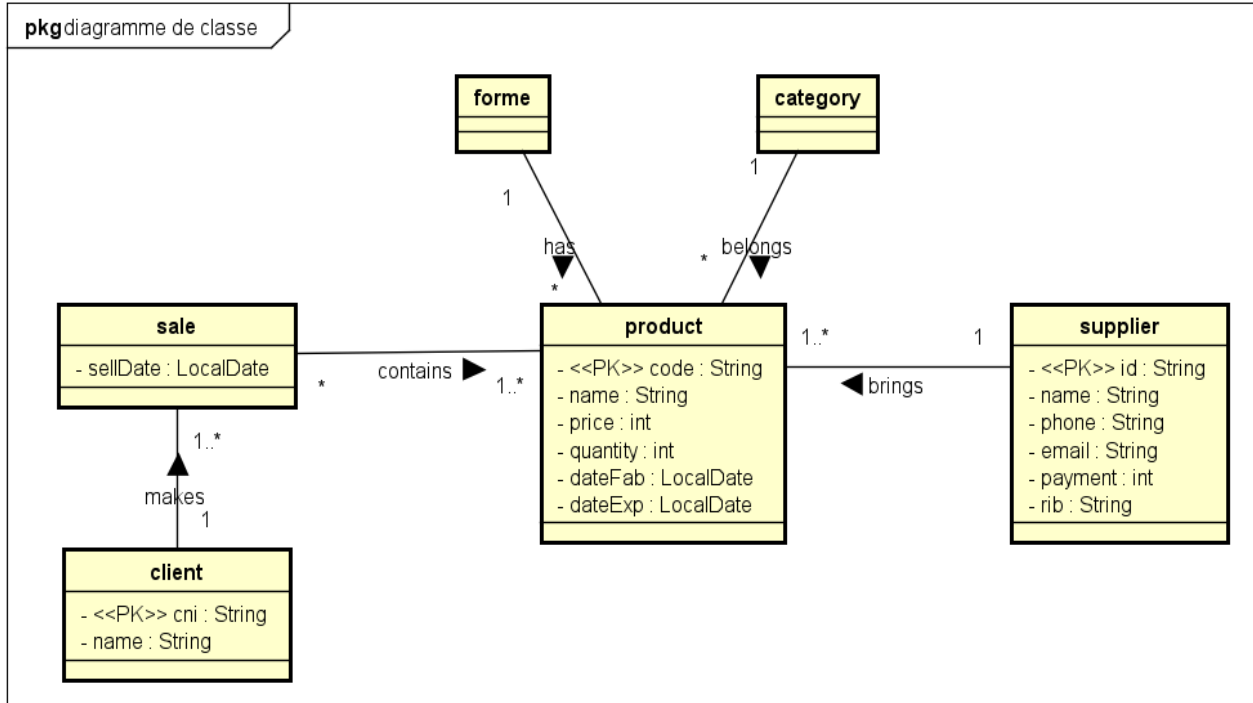 pkg diagramme de classe
forme
category
1
1
has
belongs
*
*
sale
- sellDate : LocalDate
*
contains
1..*
product
- <<PK>> code : String
- name : String
- price : int
- quantity : int
- dateFab : LocalDate
- dateExp : LocalDate
1..*
1
brings
supplier
- <<PK>> id : String
- name : String
- phone : String
- email : String
- payment : int
- rib : String
1..*
makes
1
client
- <<PK>> cni : String
- name : String